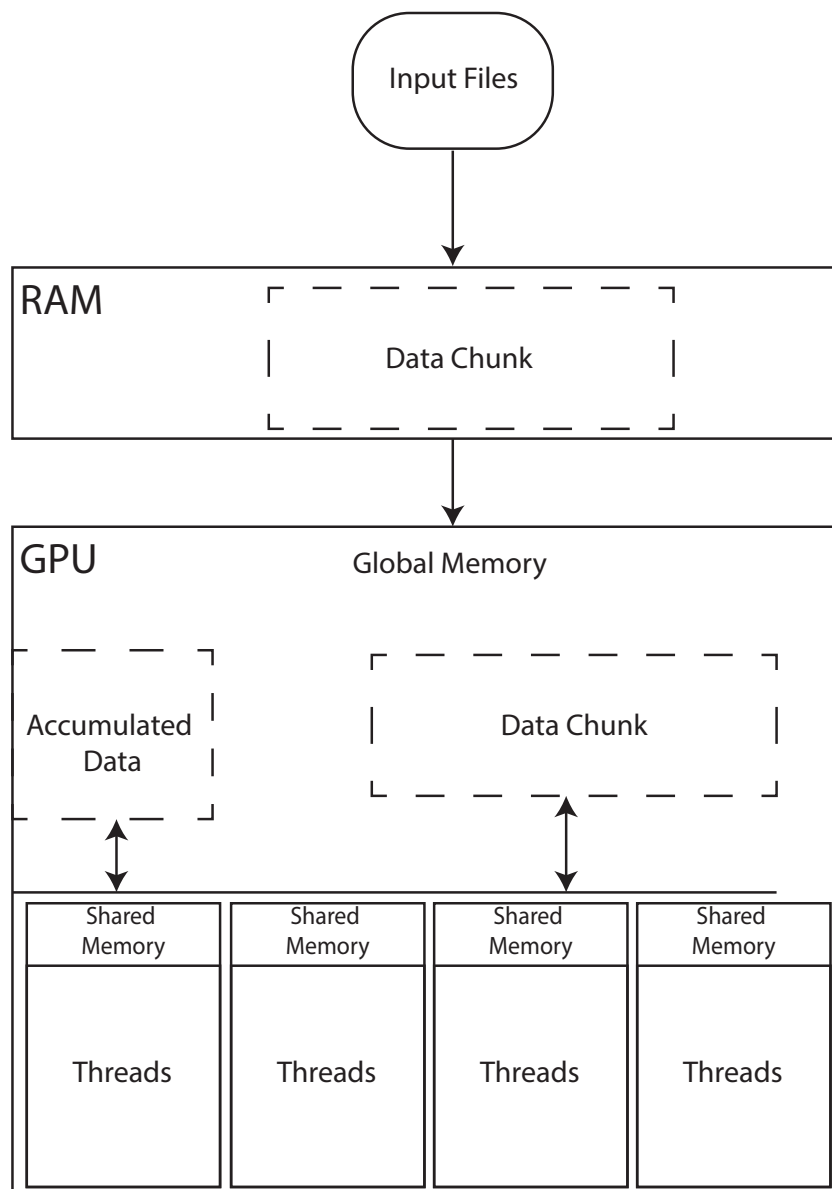 Input Files
RAM
Data Chunk
GPU
Global Memory
Accumulated
Data
Data Chunk
Shared
Memory
Shared
Memory
Shared
Memory
Shared
Memory
Threads
Threads
Threads
Threads